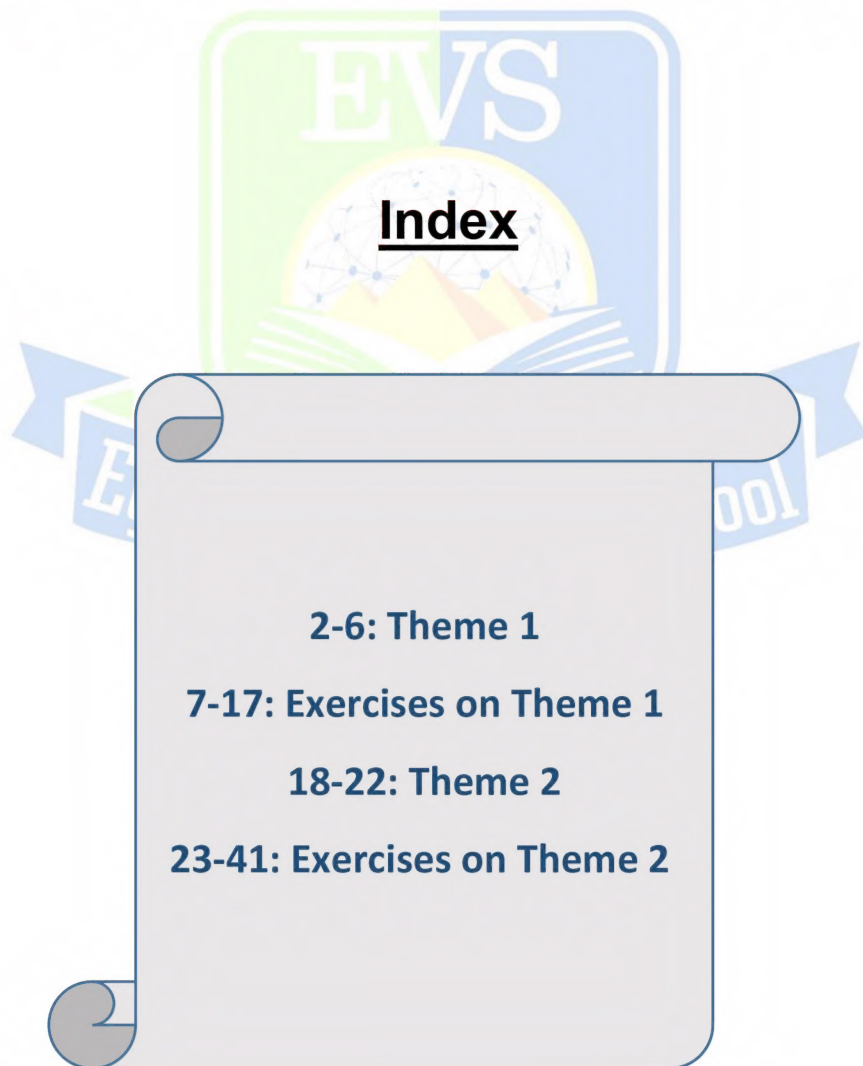 EVS
Index
2-6: Theme 1
7-17: Exercises on Theme 1
18-22: Theme 2
23-41: Exercises on Theme 2